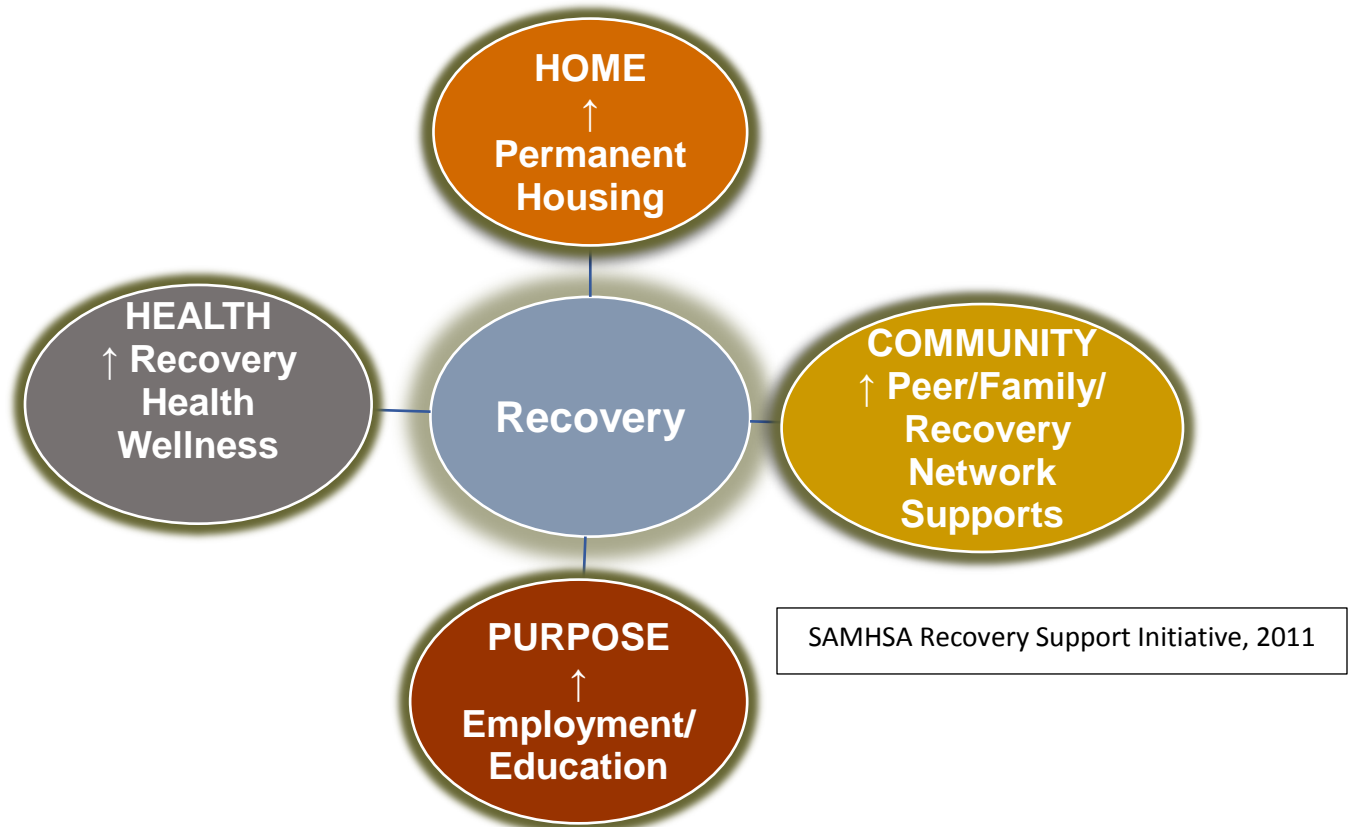 HOME
↑
Permanent
Housing
HEALTH
↑ Recovery
Health
Wellness
Recovery
COMMUNITY
↑ Peer/Family/
Recovery
Network
Supports
PURPOSE
↑
Employment/
Education
SAMHSA Recovery Support Initiative, 2011